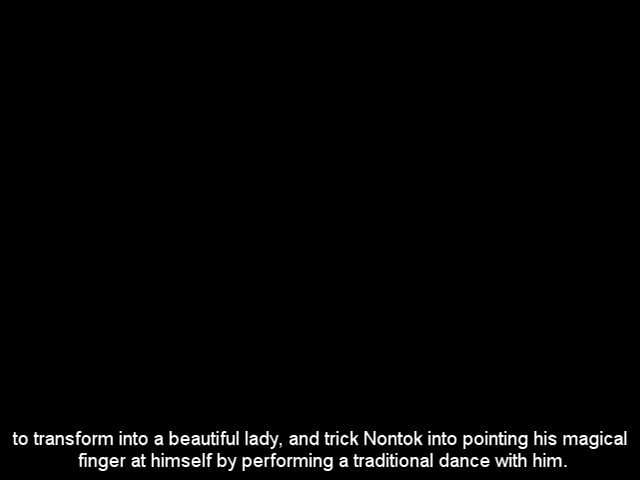 to transform into a beautiful lady, and trick Nontok into pointing his magical
finger at himself by performing a traditional dance with him.